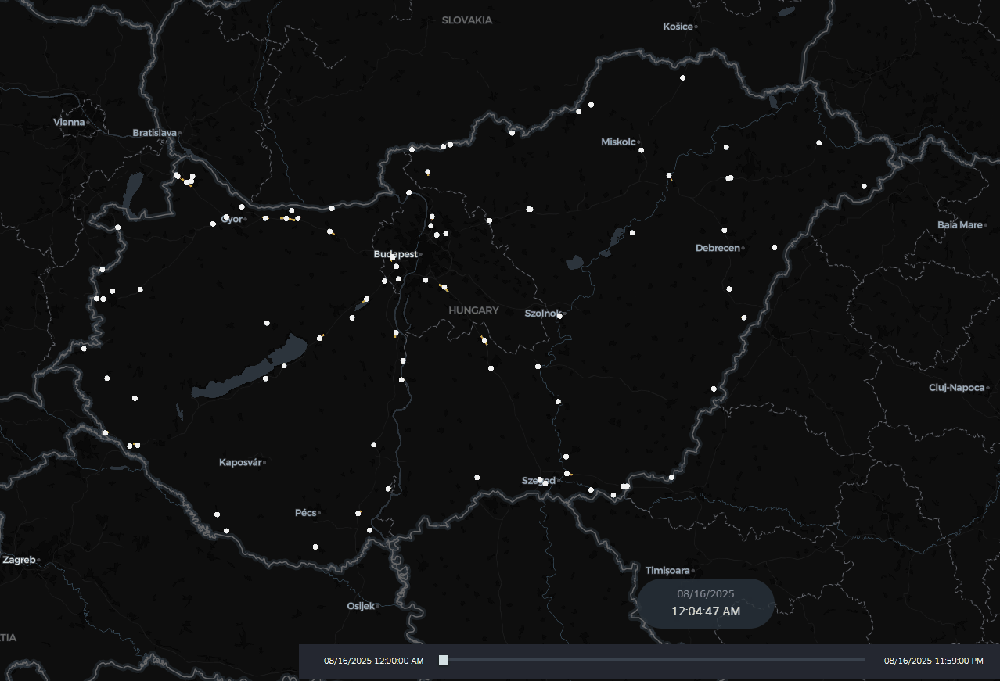 SLOVAKIA
Košice
Vienna
Bratislava
Miskolc
Gyor
Baia Mare
Budapest
Debrecen
HUNGARY
Szolnok
Cluj-Napoca
Kaposvár
Szeged
Pécs
Zagreb
Timișoara
08/16/2025
12:04:47 AM
Osijek
TIA
08/16/2025 12:00:00 AM
08/16/2025 11:59:00 PM